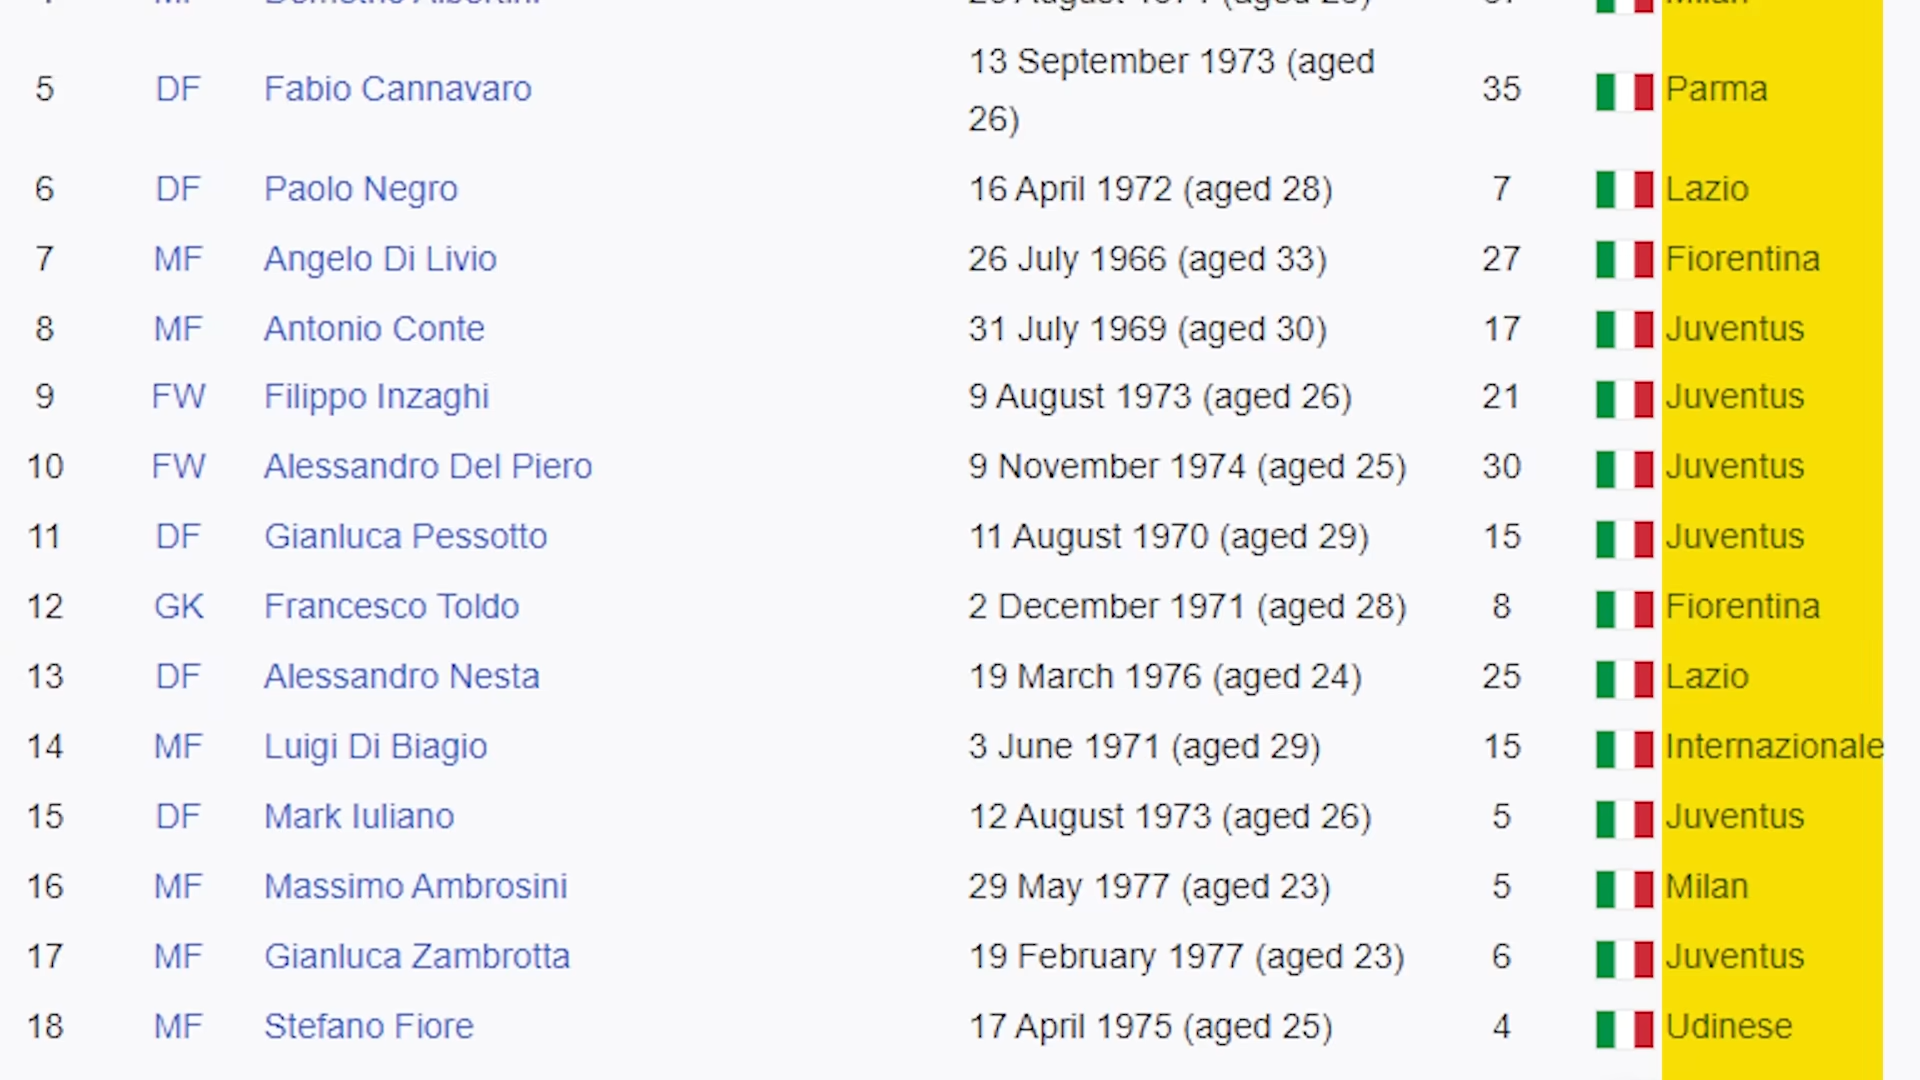 5 DF Fabio Cannavaro 13 September 1973 (aged 26) 35 Parma
6 DF Paolo Negro 16 April 1972 (aged 28) 7 Lazio
7 MF Angelo Di Livio 26 July 1966 (aged 33) 27 Fiorentina
8 MF Antonio Conte 31 July 1969 (aged 30) 17 Juventus
9 FW Filippo Inzaghi 9 August 1973 (aged 26) 21 Juventus
10 FW Alessandro Del Piero 9 November 1974 (aged 25) 30 Juventus
11 DF Gianluca Pessotto 11 August 1970 (aged 29) 15 Juventus
12 GK Francesco Toldo 2 December 1971 (aged 28) 8 Fiorentina
13 DF Alessandro Nesta 19 March 1976 (aged 24) 25 Lazio
14 MF Luigi Di Biagio 3 June 1971 (aged 29) 15 Internazionale
15 DF Mark Iuliano 12 August 1973 (aged 26) 5 Juventus
16 MF Massimo Ambrosini 29 May 1977 (aged 23) 5 Milan
17 MF Gianluca Zambrotta 19 February 1977 (aged 23) 6 Juventus
18 MF Stefano Fiore 17 April 1975 (aged 25) 4 Udinese